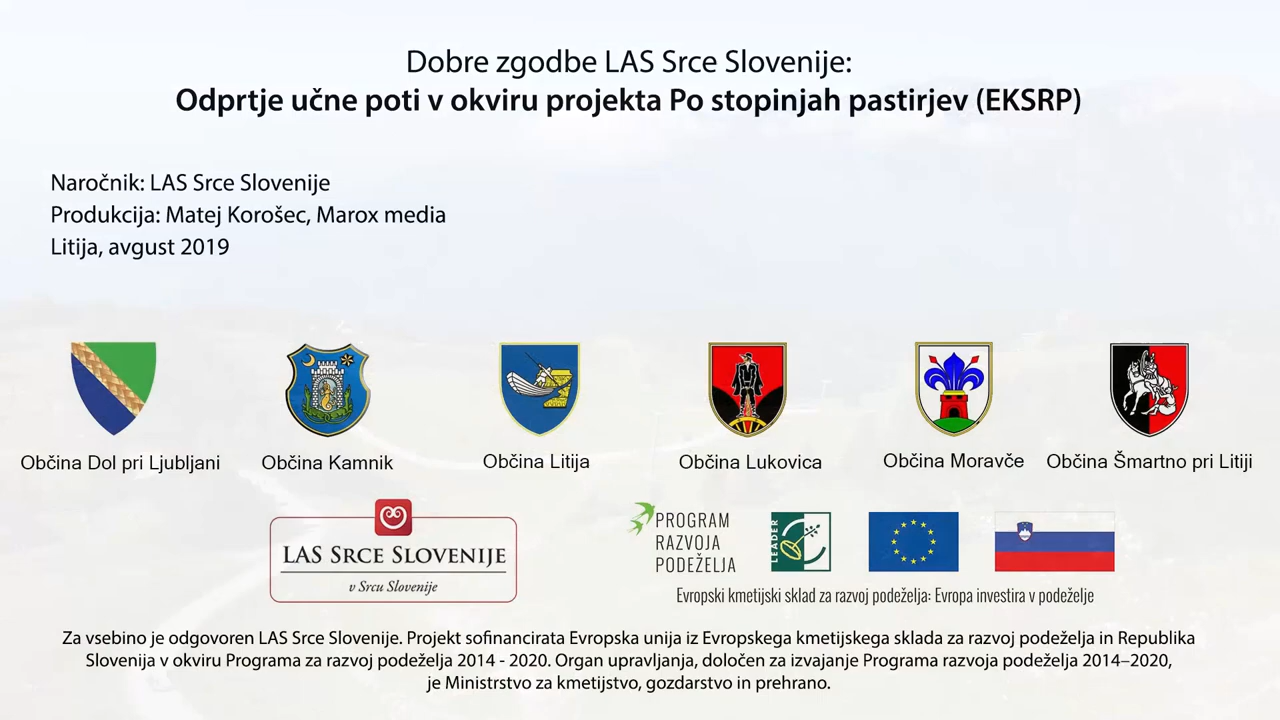 Dobre zgodbe LAS Srce Slovenije:
Odprtje učne poti v okviru projekta Po stopinjah pastirjev (EKSRP)
Naročnik: LAS Srce Slovenije
Produkcija: Matej Korošec, Marox media
Litija, avgust 2019
Občina Dol pri Ljubljani
Občina Kamnik
Občina Litija
Občina Lukovica
Občina Moravče
Občina Šmartno pri Litiji
LAS SRCE SLOVENIJE
v Srcu Slovenije
PROGRAM
RAZVOJA
PODEŽELJA
LEADER
Evropski kmetijski sklad za razvoj podeželja: Evropa investira v podeželje
Za vsebino je odgovoren LAS Srce Slovenije. Projekt sofinancirata Evropska unija iz Evropskega kmetijskega sklada za razvoj podeželja in Republika
Slovenija v okviru Programa za razvoj podeželja 2014 - 2020. Organ upravljanja, določen za izvajanje Programa razvoja podeželja 2014–2020,
je Ministrstvo za kmetijstvo, gozdarstvo in prehrano.